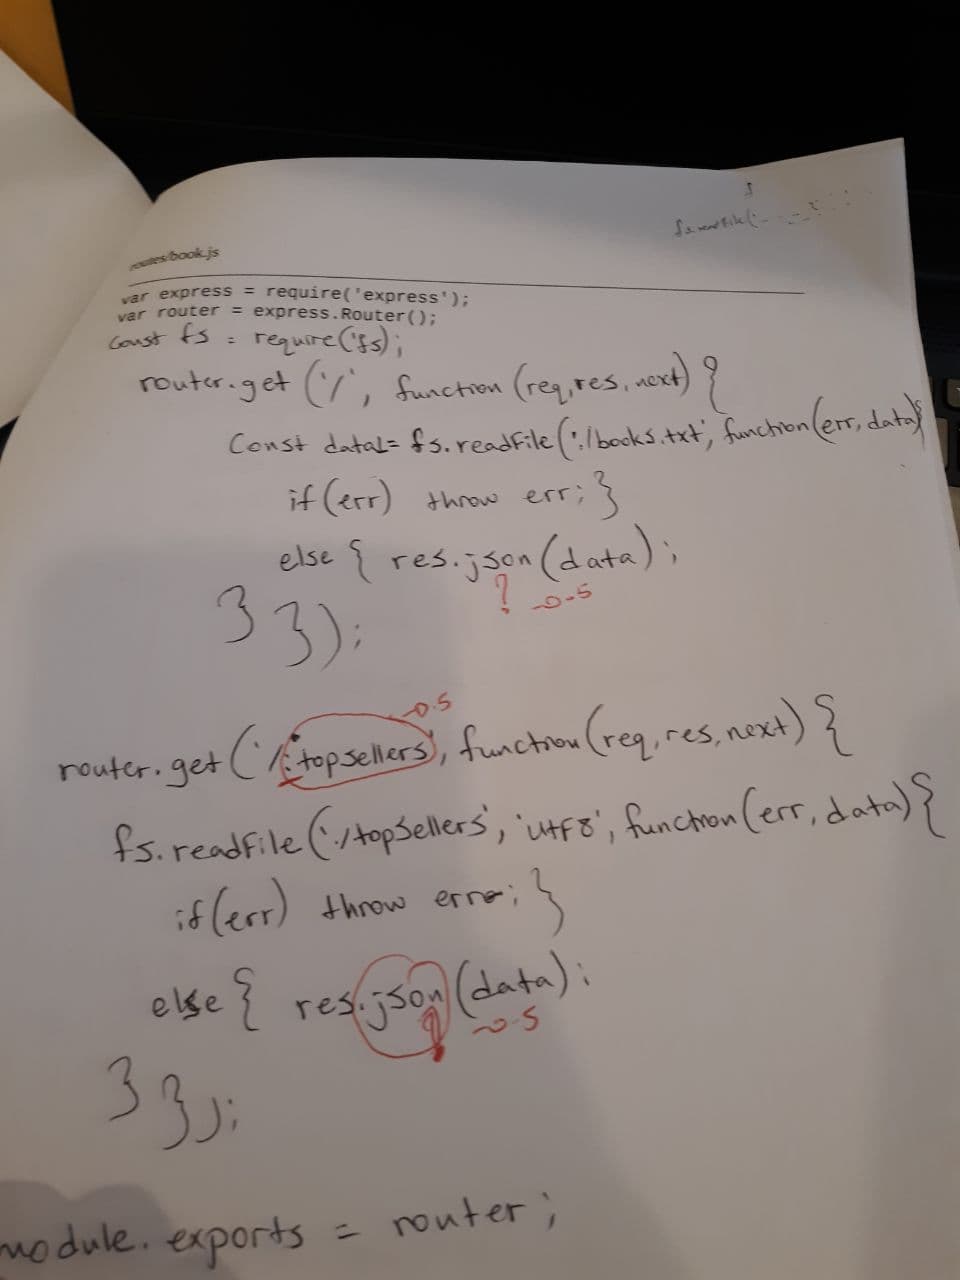 fs.readFile(
routes/book.js
var express = require('express');
var router = express.Router();
const fs = require('fs);
router.get ('/', function (req, res, next) {
Const data1= fs.readFile('./books.txt', function(err, data){
if(err) throw err; }
else { res.json (data);
? -0.5
} });
-0.5
router.get ('/:topsellers', function(req, res, next) {
fs.readFile('./topsellers', 'utf8', function(err, data){
if(err) throw erro; }
else { res.json (data);
? -0.5
} });
module.exports = router;